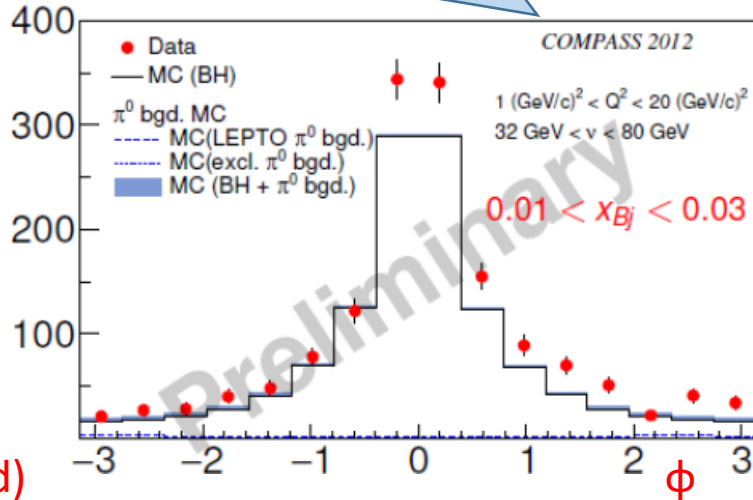 400
300
200
100
Data
MC (BH)
π⁰ bgd. MC
MC(LEPTO π⁰ bgd.)
MC(excl. π⁰ bgd.)
MC (BH + π⁰ bgd.)
COMPASS 2012
1 (GeV/c)² < Q² < 20 (GeV/c)²
32 GeV < ν < 80 GeV
0.01 < x_Bj < 0.03
Preliminary
−3 −2 −1 0 1 2 3
d)
ϕ